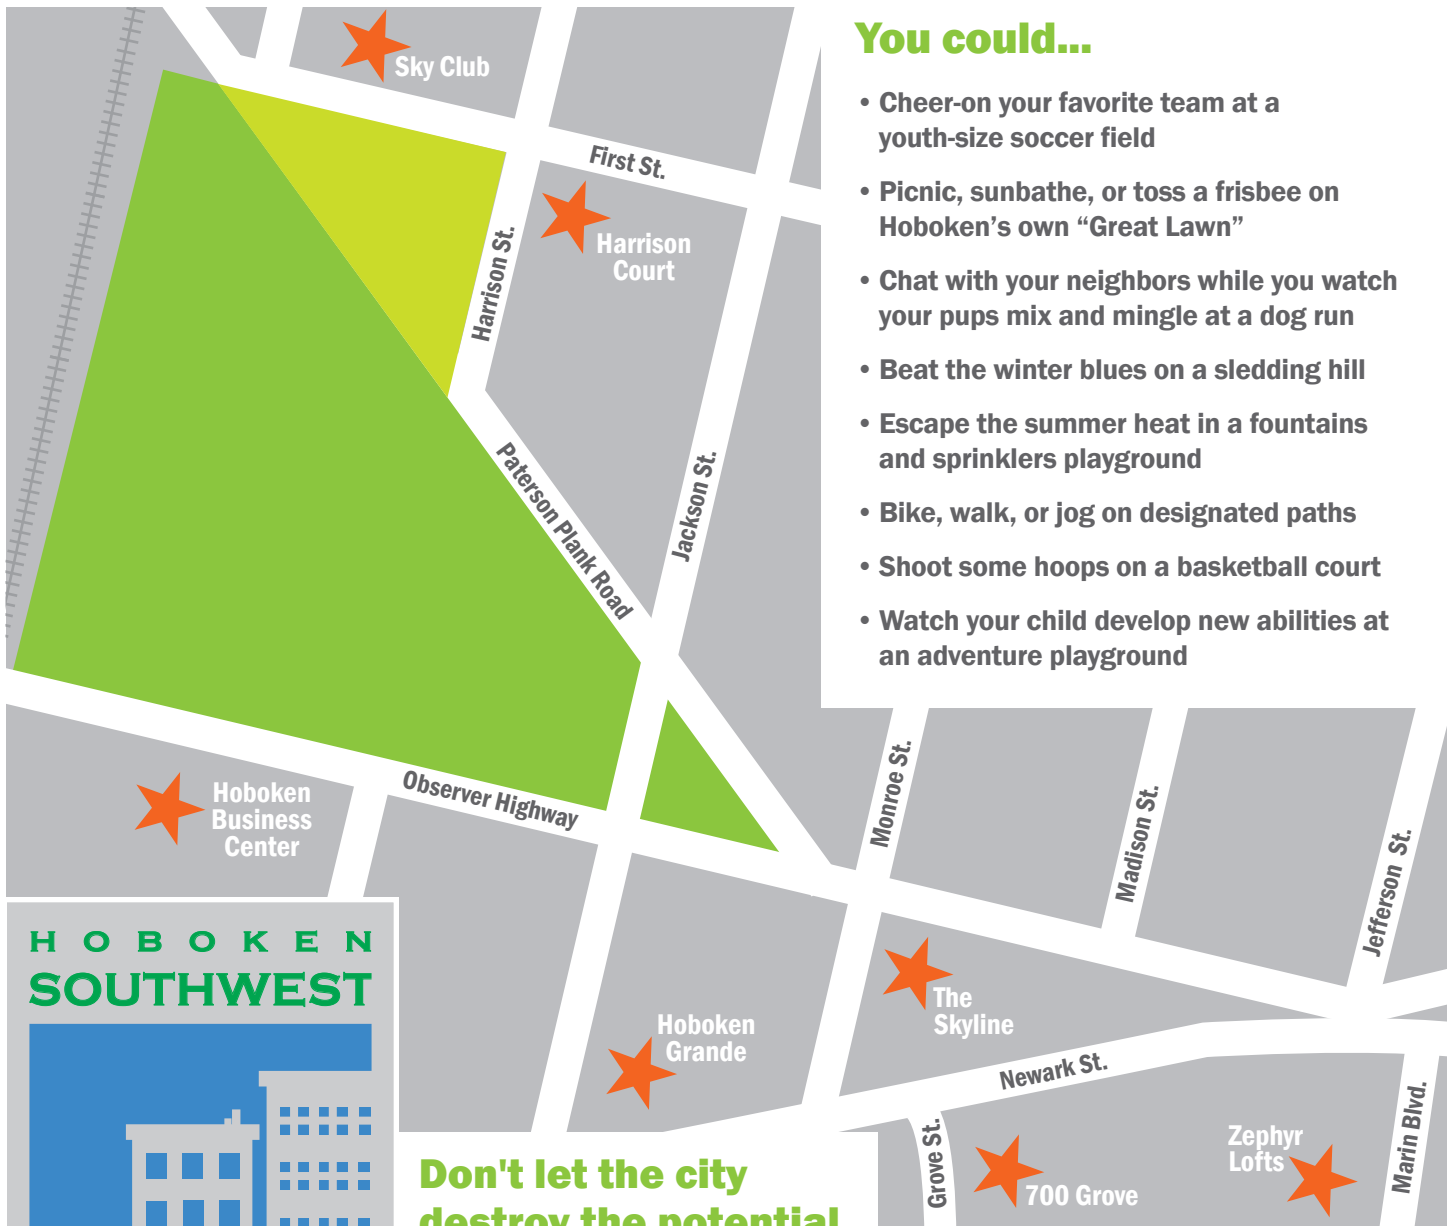 You could...
• Cheer-on your favorite team at a
youth-size soccer field
• Picnic, sunbathe, or toss a frisbee on
Hoboken’s own “Great Lawn”
• Chat with your neighbors while you watch
your pups mix and mingle at a dog run
• Beat the winter blues on a sledding hill
• Escape the summer heat in a fountains
and sprinklers playground
• Bike, walk, or jog on designated paths
• Shoot some hoops on a basketball court
• Watch your child develop new abilities at
an adventure playground
Sky Club
First St.
Harrison St.
Harrison
Court
Jackson St.
Paterson Plank Road
Observer Highway
Hoboken
Business
Center
Monroe St.
Madison St.
Jefferson St.
The
Skyline
Hoboken
Grande
Newark St.
Grove St.
700 Grove
Zephyr
Lofts
Marin Blvd.
HOBOKEN
SOUTHWEST
Don't let the city
destroy the potential